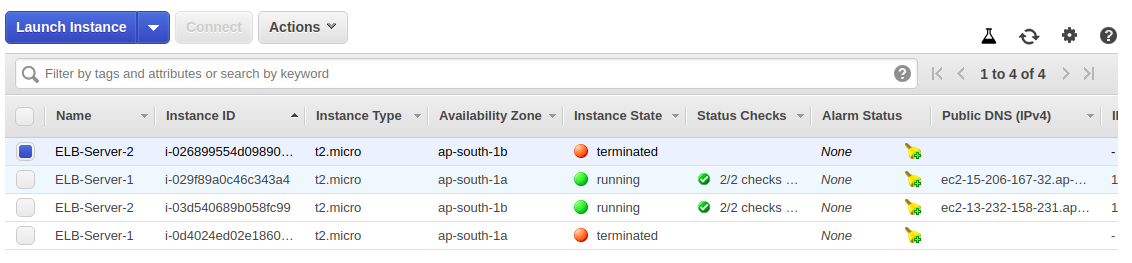 Launch Instance Connect Actions
Filter by tags and attributes or search by keyword 1 to 4 of 4
Name Instance ID Instance Type Availability Zone Instance State Status Checks Alarm Status Public DNS (IPv4)
ELB-Server-2 i-026899554d09890... t2.micro ap-south-1b terminated None -
ELB-Server-1 i-029f89a0c46c343a4 t2.micro ap-south-1a running 2/2 checks ... None ec2-15-206-167-32.ap-... 1
ELB-Server-2 i-03d540689b058fc99 t2.micro ap-south-1b running 2/2 checks ... None ec2-13-232-158-231.ap... 1
ELB-Server-1 i-0d4024ed02e1860... t2.micro ap-south-1a terminated None -